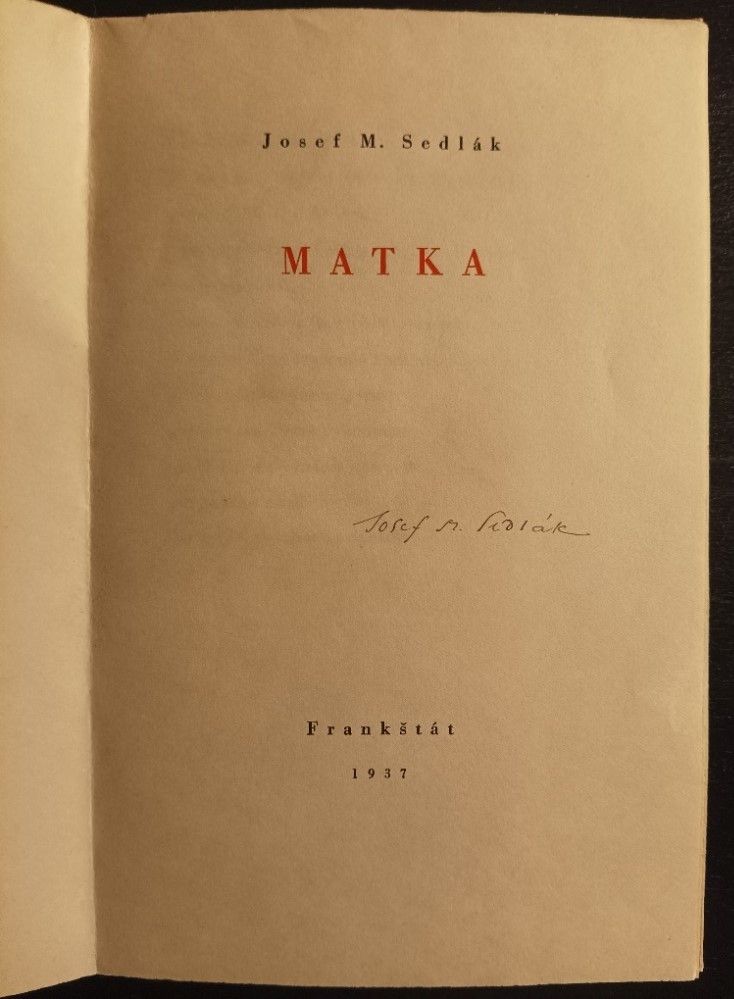 Josef M. Sedlák
MATKA
Josef M. Sedlák
Frankštát
1937